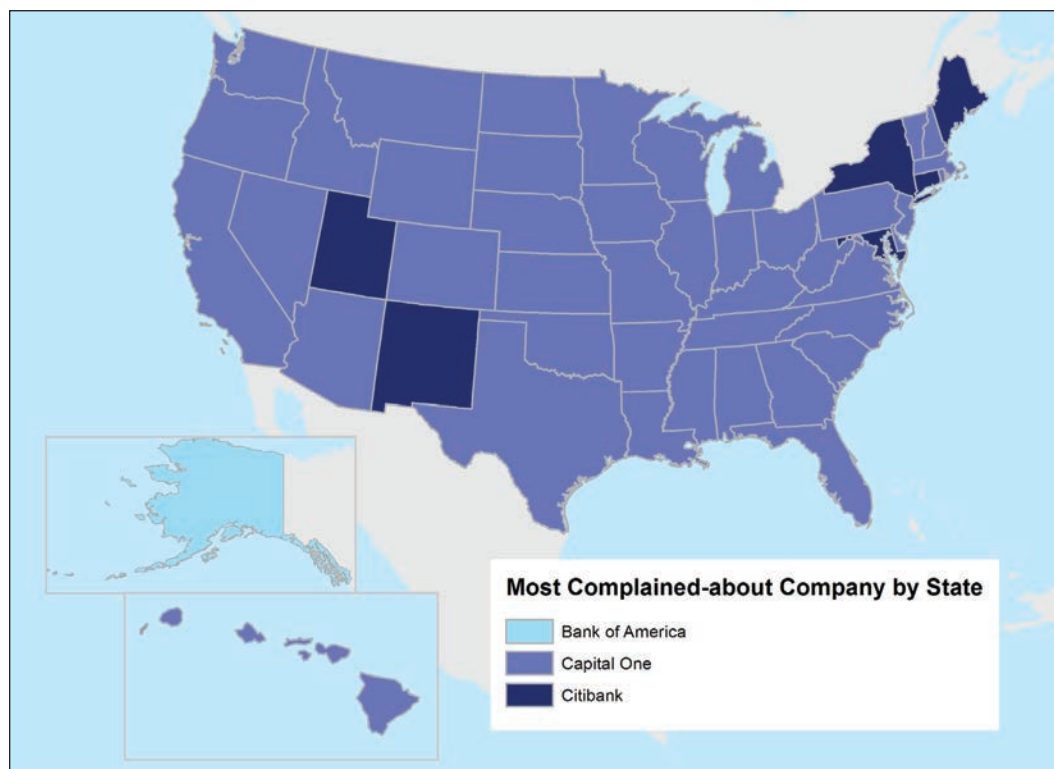 Most Complained-about Company by State
Bank of America
Capital One
Citibank